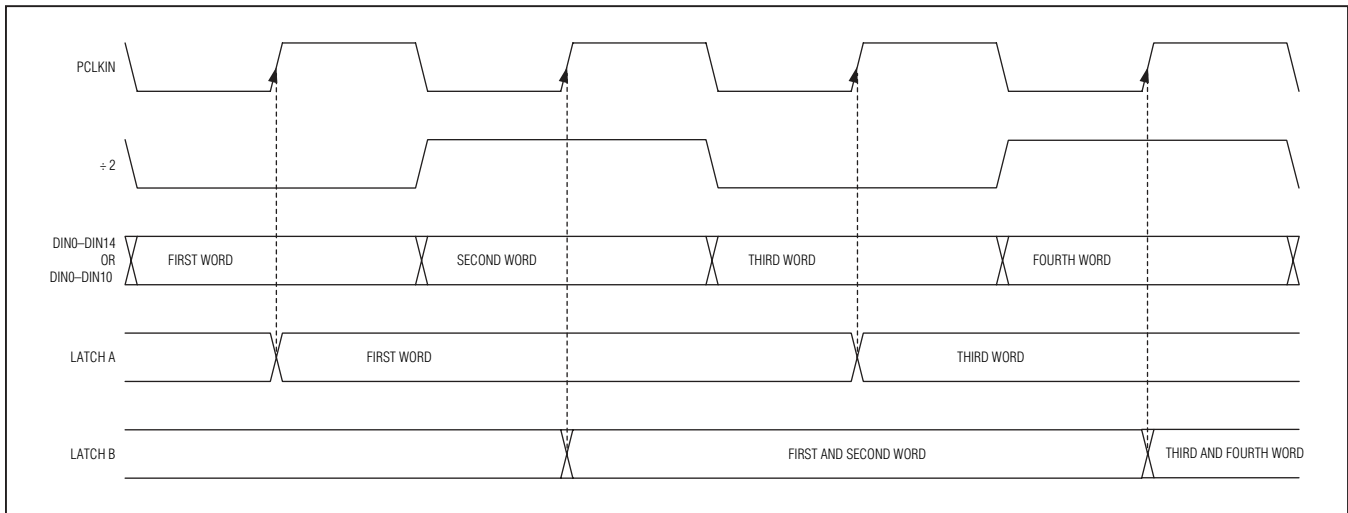 PCLKIN
÷ 2
DIN0–DIN14
OR
DIN0–DIN10
FIRST WORD
SECOND WORD
THIRD WORD
FOURTH WORD
LATCH A
FIRST WORD
THIRD WORD
LATCH B
FIRST AND SECOND WORD
THIRD AND FOURTH WORD